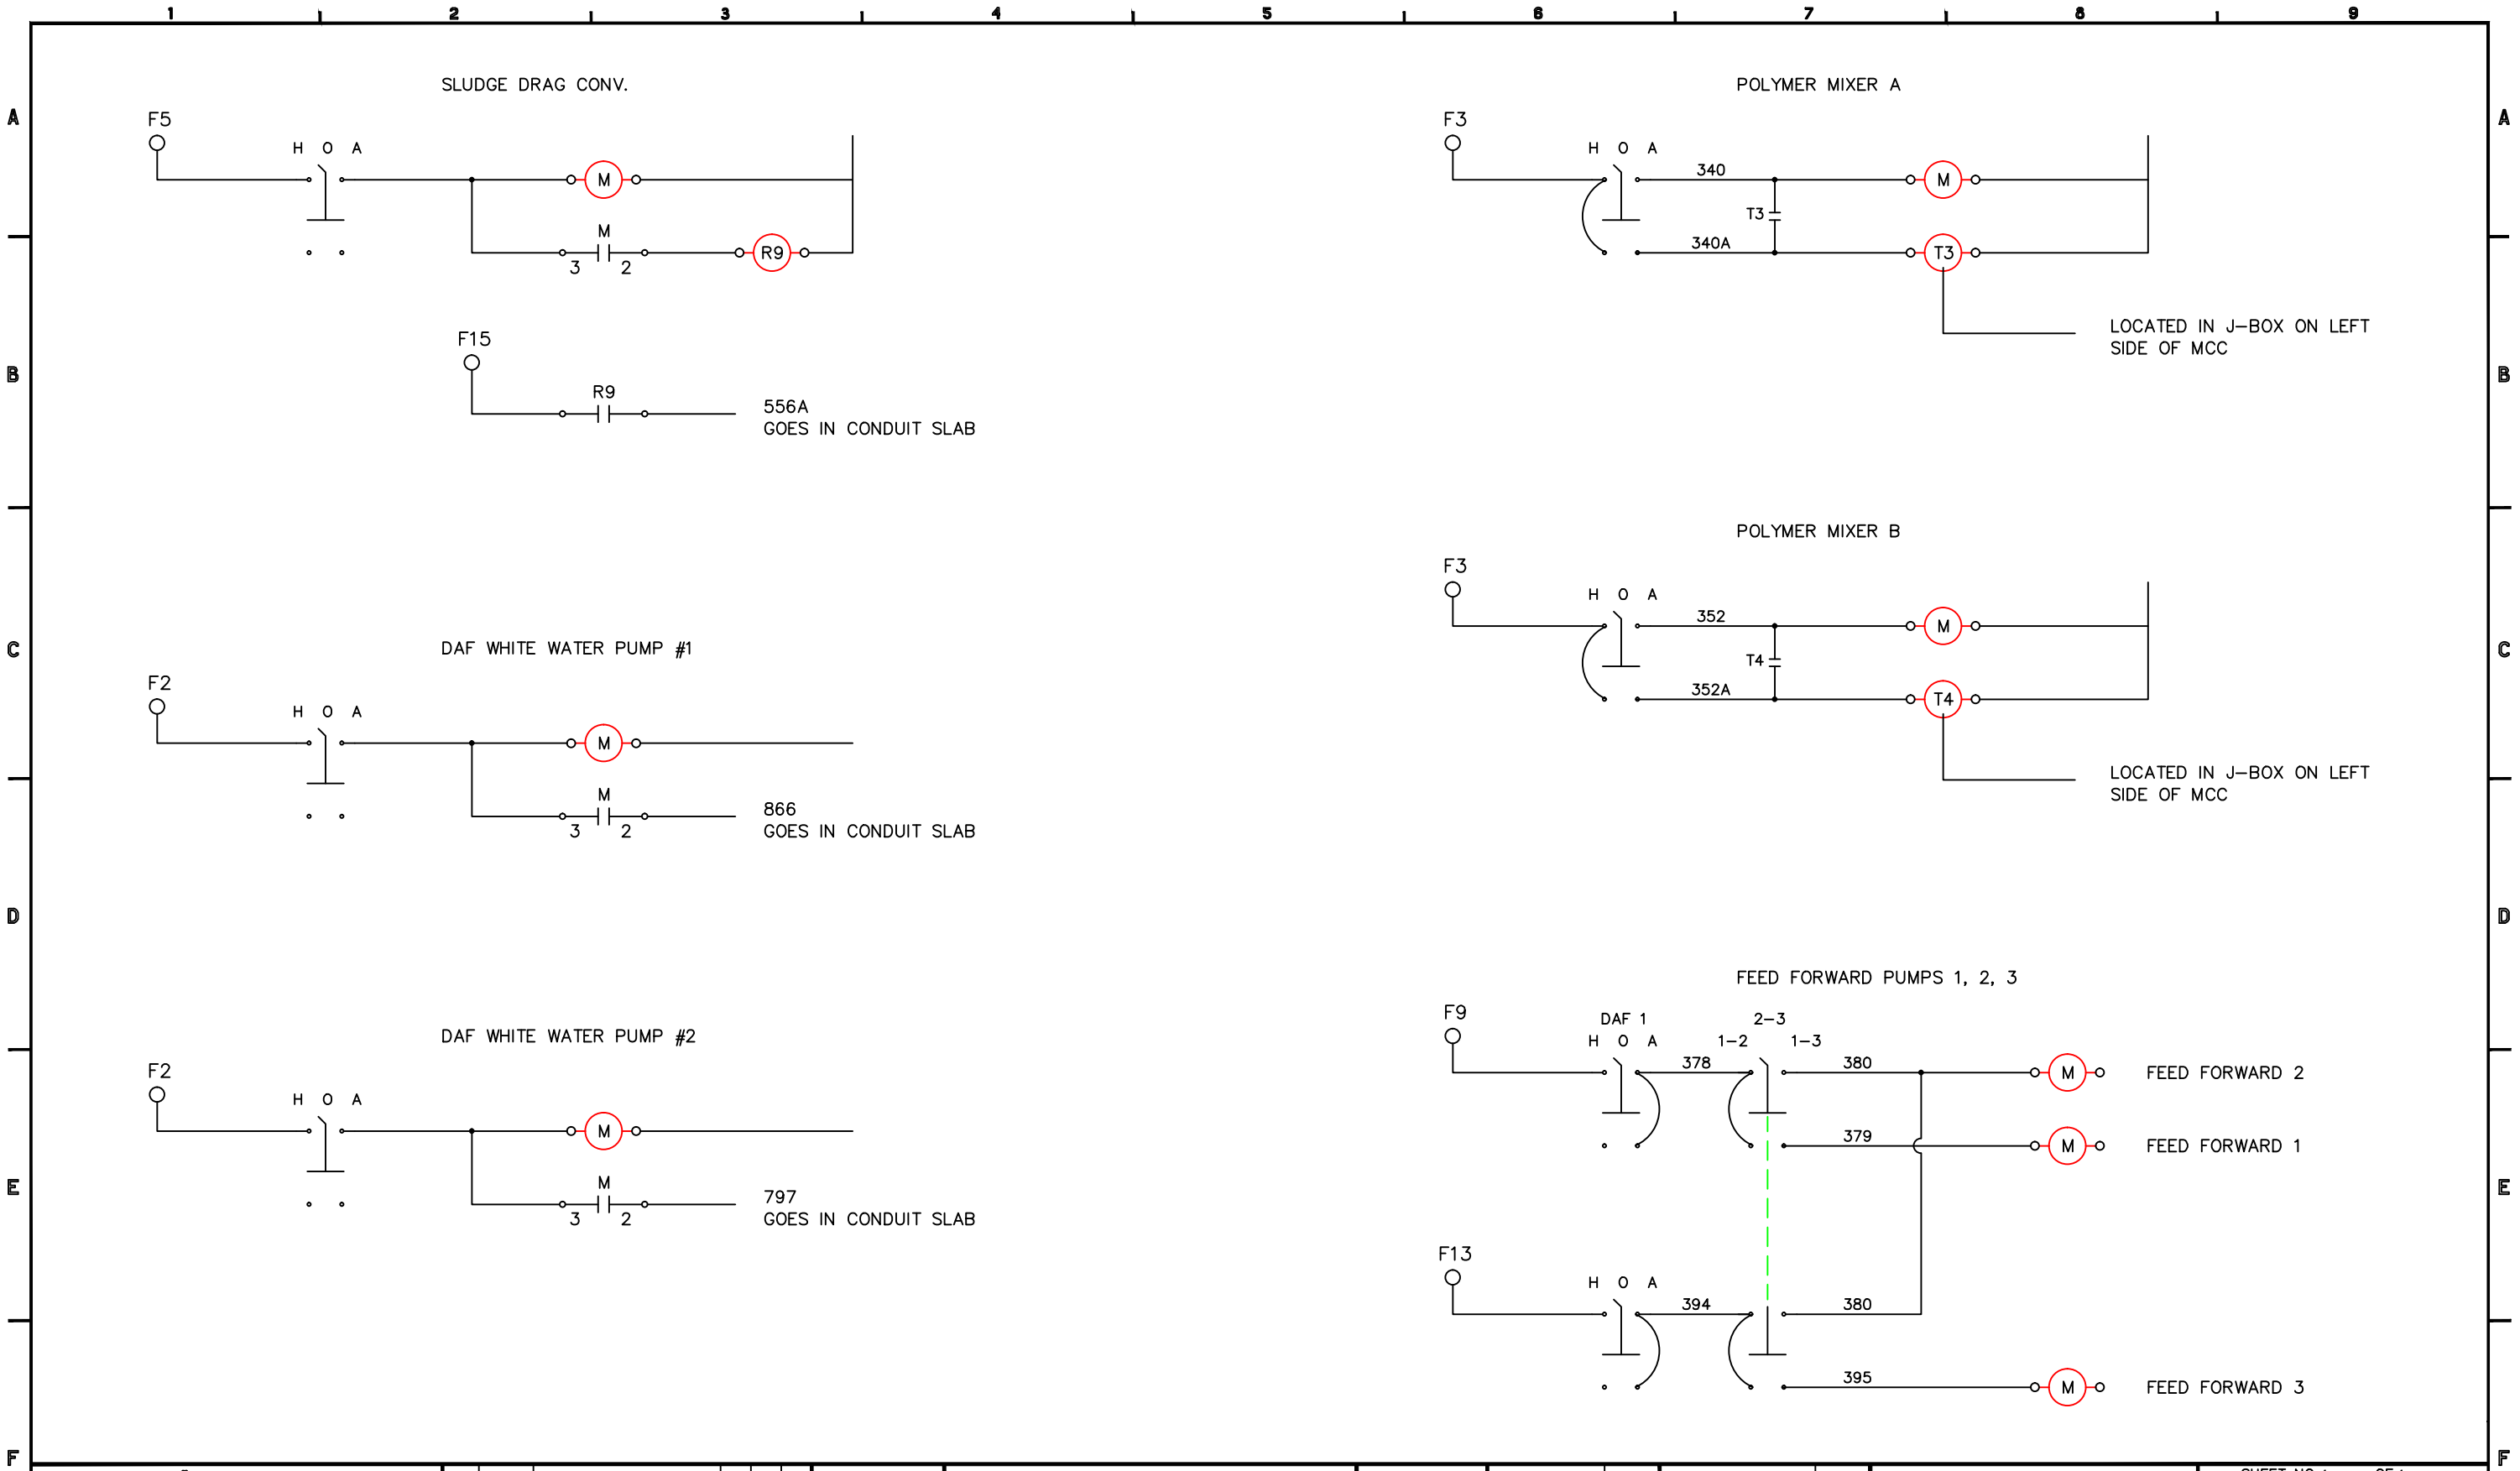 1 2 3 4 5 6 7 8 9
A
B
C
D
E
F
SLUDGE DRAG CONV.
F5
H O A
M
M
3 2
R9
F15
R9
556A
GOES IN CONDUIT SLAB
DAF WHITE WATER PUMP #1
F2
H O A
M
M
3 2
866
GOES IN CONDUIT SLAB
DAF WHITE WATER PUMP #2
F2
H O A
M
M
3 2
797
GOES IN CONDUIT SLAB
POLYMER MIXER A
F3
H O A
340
M
T3
340A
T3
LOCATED IN J-BOX ON LEFT
SIDE OF MCC
POLYMER MIXER B
F3
H O A
352
M
T4
352A
T4
LOCATED IN J-BOX ON LEFT
SIDE OF MCC
FEED FORWARD PUMPS 1, 2, 3
F9
DAF 1 2-3
H O A 1-2 1-3
378 380
M FEED FORWARD 2
379
M FEED FORWARD 1
F13
H O A
394 380
395
M FEED FORWARD 3
A
B
C
D
E
F